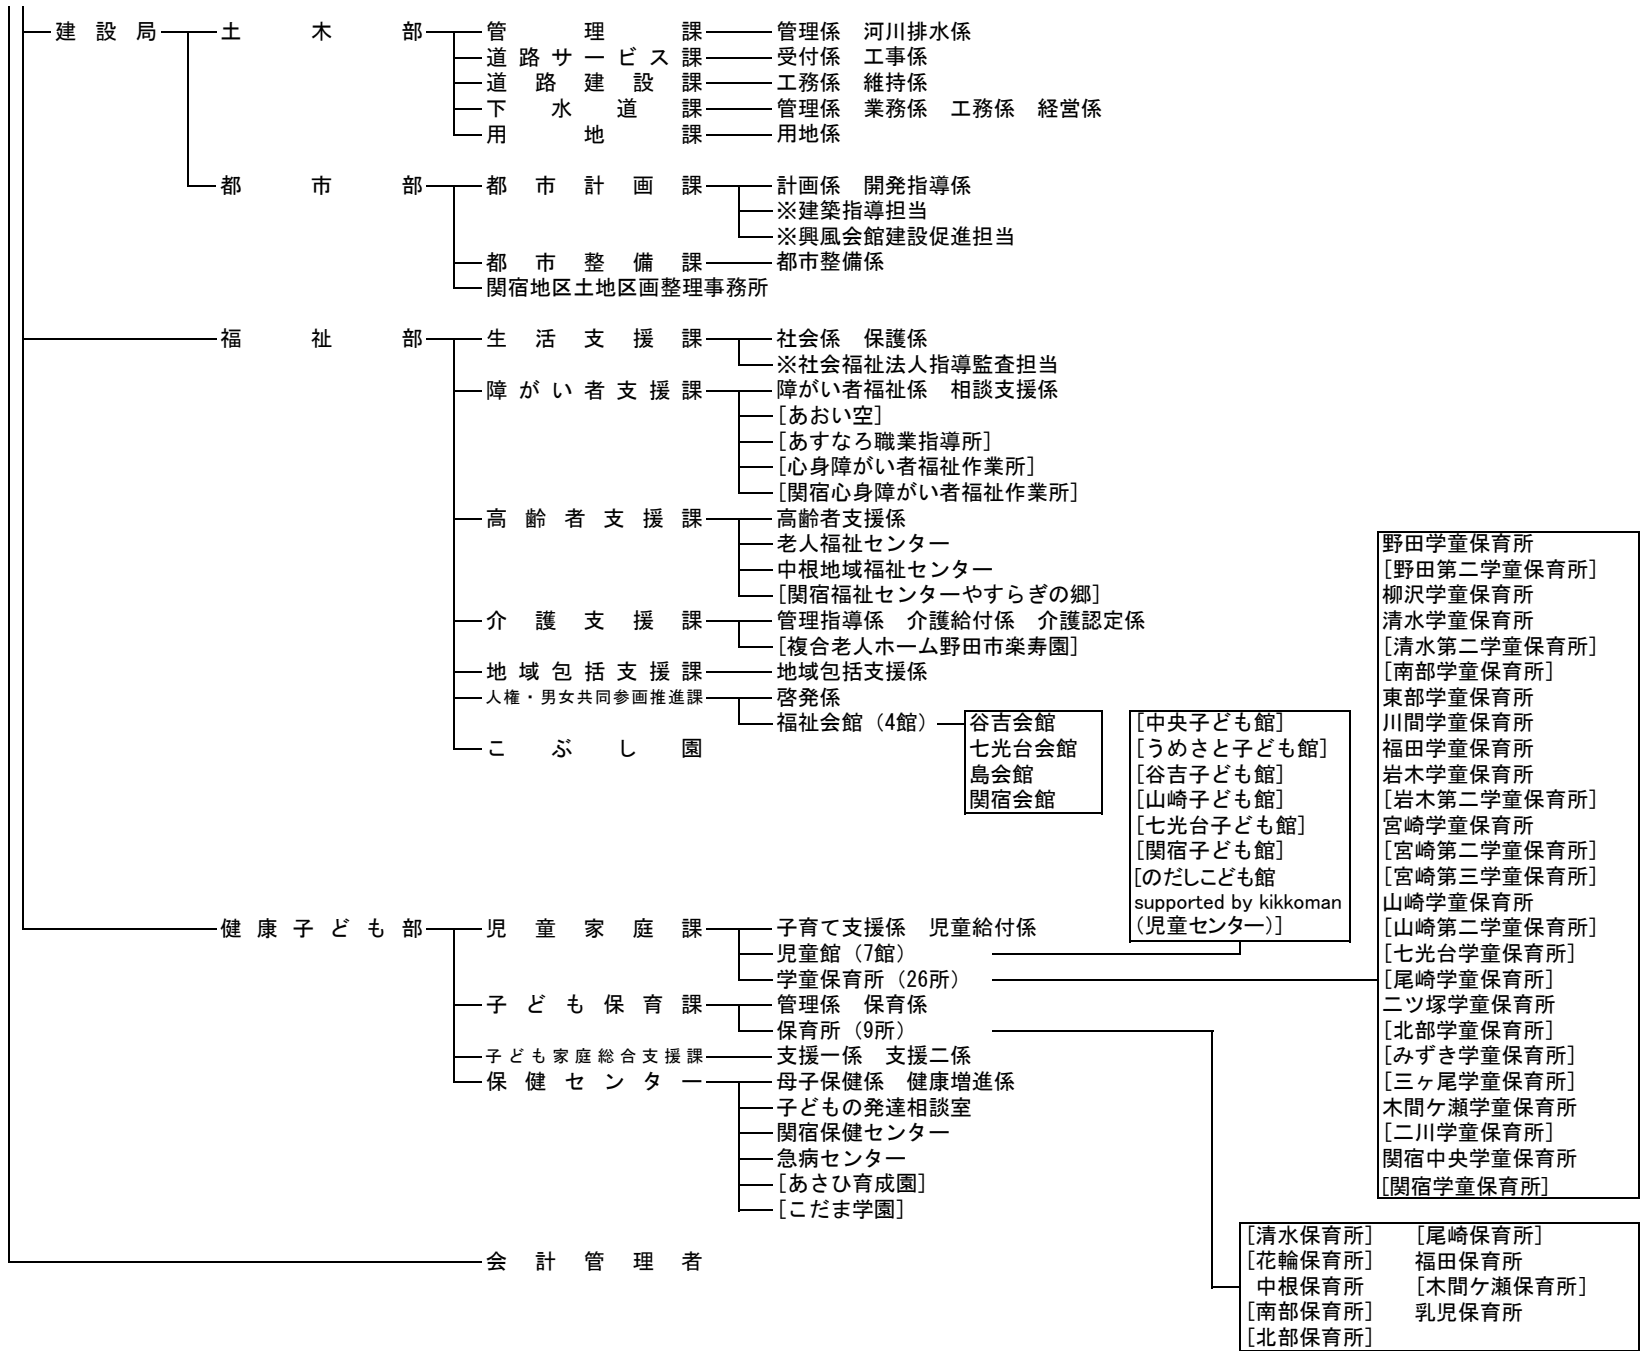 建設局 土木部 管理課 管理係 河川排水係
道路サービス課 受付係 工事係
道路建設課 工務係 維持係
下水道課 管理係 業務係 工務係 経営係
用地課 用地係
都市部 都市計画課 計画係 開発指導係
※建築指導担当
※興風会館建設促進担当
都市整備課 都市整備係
関宿地区土地区画整理事務所
福祉部 生活支援課 社会係 保護係
※社会福祉法人指導監査担当
障がい者支援課 障がい者福祉係 相談支援係
[あおい空]
[あすなろ職業指導所]
[心身障がい者福祉作業所]
[関宿心身障がい者福祉作業所]
高齢者支援課 高齢者支援係
老人福祉センター
中根地域福祉センター
[関宿福祉センターやすらぎの郷]
介護支援課 管理指導係 介護給付係 介護認定係
[複合老人ホーム野田市楽寿園]
地域包括支援課 地域包括支援係
人権・男女共同参画推進課 啓発係
福祉会館（4館）
谷吉会館
七光台会館
島会館
関宿会館
こぶし園
健康子ども部 児童家庭課 子育て支援係 児童給付係
児童館（7館）
[中央子ども館]
[うめさと子ども館]
[谷吉子ども館]
[山崎子ども館]
[七光台子ども館]
[関宿子ども館]
[のだしこども館
supported by kikkoman
(児童センター)]
学童保育所（26所）
野田学童保育所
[野田第二学童保育所]
柳沢学童保育所
清水学童保育所
[清水第二学童保育所]
[南部学童保育所]
東部学童保育所
川間学童保育所
福田学童保育所
岩木学童保育所
[岩木第二学童保育所]
宮崎学童保育所
[宮崎第二学童保育所]
[宮崎第三学童保育所]
山崎学童保育所
[山崎第二学童保育所]
[七光台学童保育所]
[尾崎学童保育所]
二ツ塚学童保育所
[北部学童保育所]
[みずき学童保育所]
[三ヶ尾学童保育所]
木間ケ瀬学童保育所
[二川学童保育所]
関宿中央学童保育所
[関宿学童保育所]
子ども保育課 管理係 保育係
保育所（9所）
[清水保育所] [尾崎保育所]
[花輪保育所] 福田保育所
中根保育所 [木間ケ瀬保育所]
[南部保育所] 乳児保育所
[北部保育所]
子ども家庭総合支援課 支援一係 支援二係
保健センター 母子保健係 健康増進係
子どもの発達相談室
関宿保健センター
急病センター
[あさひ育成園]
[こだま学園]
会計管理者